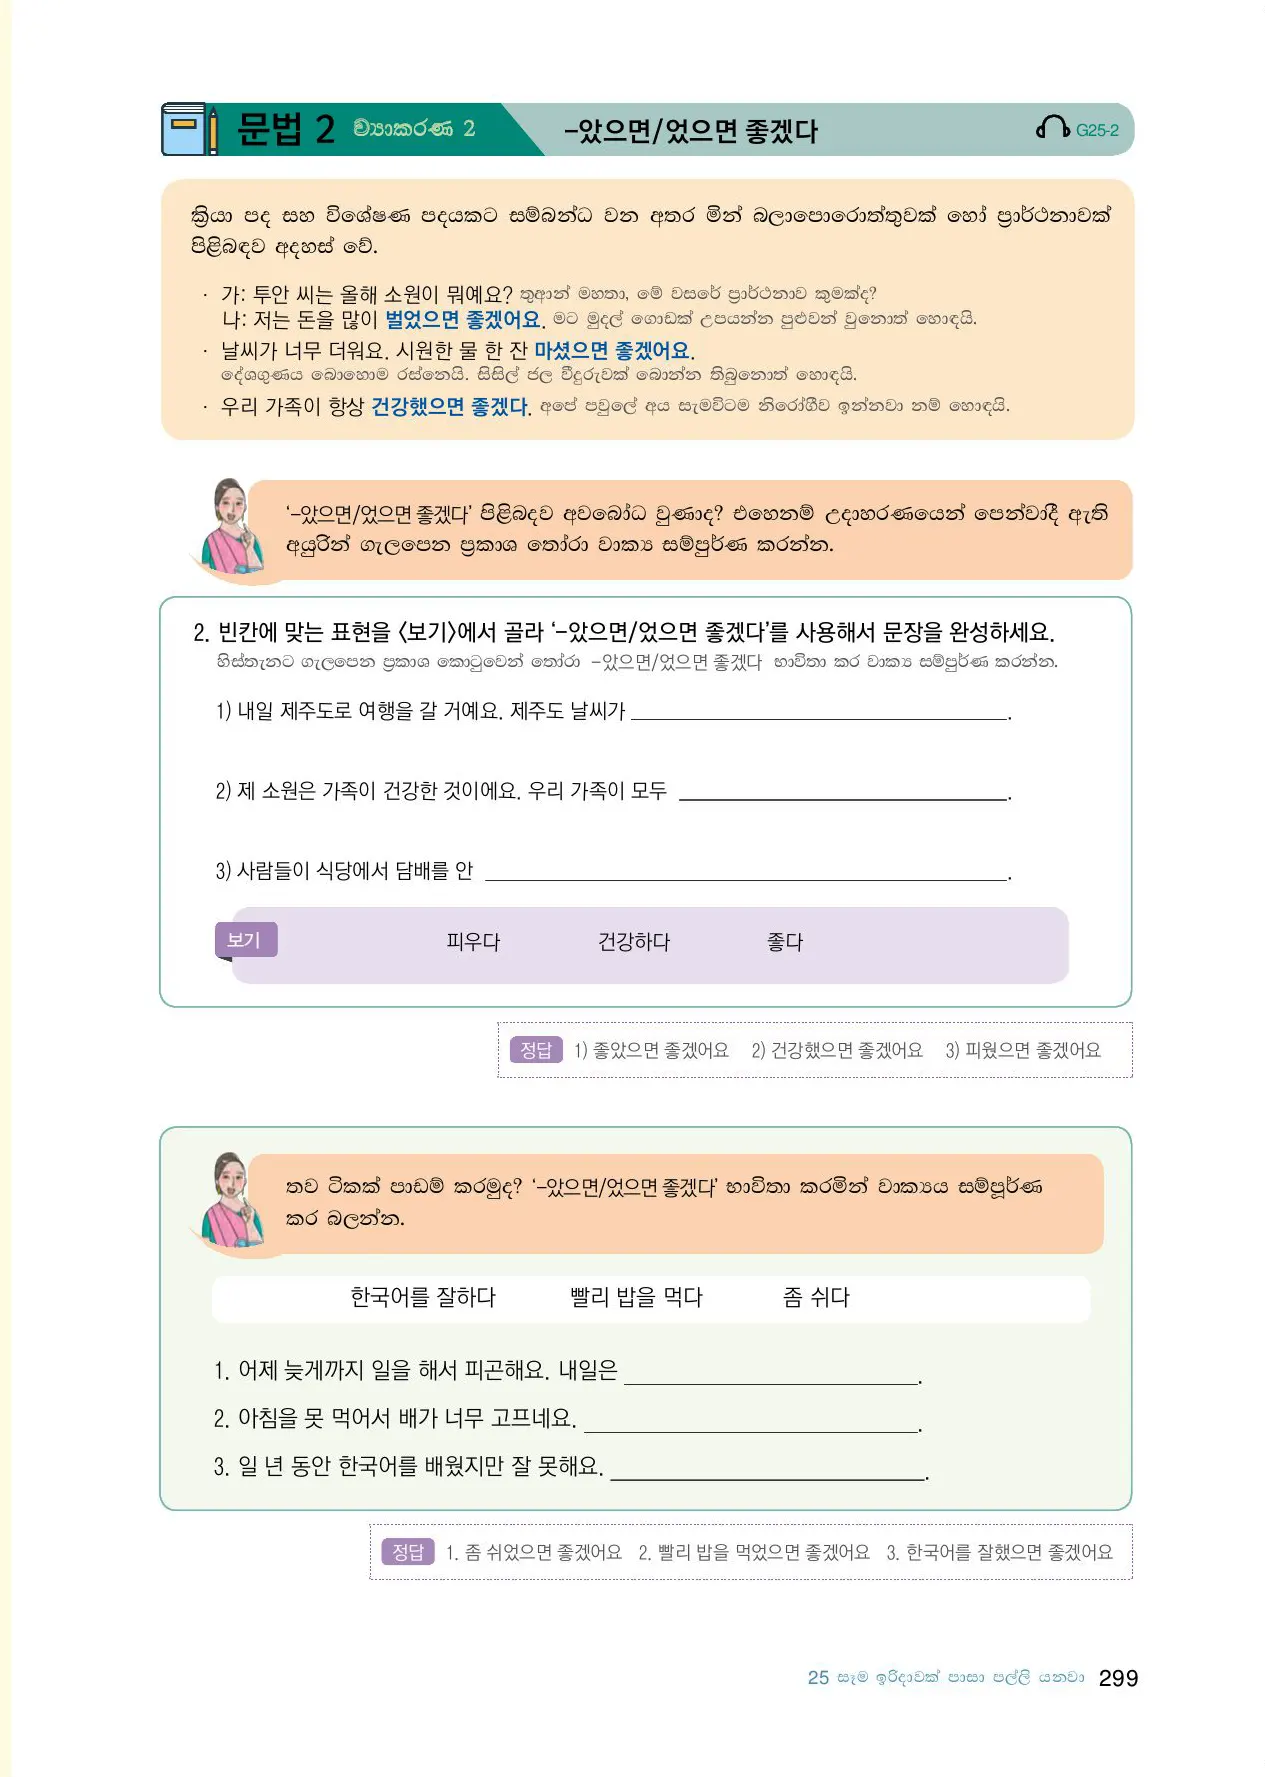 문법 2 ව්‍යාකරණ 2 -았으면/었으면 좋겠다 G25-2
ක්‍රියා පද සහ විශේෂණ පදයකට සම්බන්ධ වන අතර මින් බලාපොරොත්තුවක් හෝ ප්‍රාර්ථනාවක්
පිළිබඳව අදහස් වේ.
· 가: 투안 씨는 올해 소원이 뭐예요? තුආන් මහතා, මේ වසරේ ප්‍රාර්ථනාව කුමක්ද?
나: 저는 돈을 많이 벌었으면 좋겠어요. මට මුදල් ගොඩක් උපයන්න පුළුවන් වුනොත් හොඳයි.
· 날씨가 너무 더워요. 시원한 물 한 잔 마셨으면 좋겠어요.
දේශගුණය බොහොම රස්නෙයි. සිසිල් ජල වීදුරුවක් බොන්න තිබුනොත් හොඳයි.
· 우리 가족이 항상 건강했으면 좋겠다. අපේ පවුලේ අය සැමවිටම නිරෝගීව ඉන්නවා නම් හොඳයි.
‘-았으면/었으면 좋겠다’ පිළිබදව අවබෝධ වුණාද? එහෙනම් උදාහරණයෙන් පෙන්වාදී ඇති
අයුරින් ගැලපෙන ප්‍රකාශ තෝරා වාක්‍ය සම්පුර්ණ කරන්න.
2. 빈칸에 맞는 표현을 <보기>에서 골라 ‘-았으면/었으면 좋겠다’를 사용해서 문장을 완성하세요.
හිස්තැනට ගැලපෙන ප්‍රකාශ කොටුවෙන් තෝරා -았으면/었으면 좋겠다 භාවිතා කර වාක්‍ය සම්පුර්ණ කරන්න.
1) 내일 제주도로 여행을 갈 거예요. 제주도 날씨가 ____________________.
2) 제 소원은 가족이 건강한 것이에요. 우리 가족이 모두 ____________________.
3) 사람들이 식당에서 담배를 안 ____________________.
보기 피우다 건강하다 좋다
정답 1) 좋았으면 좋겠어요 2) 건강했으면 좋겠어요 3) 피웠으면 좋겠어요
තව ටිකක් පාඩම් කරමුද? ‘-았으면/었으면 좋겠다’ භාවිතා කරමින් වාක්‍යය සම්පූර්ණ
කර බලන්න.
한국어를 잘하다 빨리 밥을 먹다 좀 쉬다
1. 어제 늦게까지 일을 해서 피곤해요. 내일은 ____________________.
2. 아침을 못 먹어서 배가 너무 고프네요. ____________________.
3. 일 년 동안 한국어를 배웠지만 잘 못해요. ____________________.
정답 1. 좀 쉬었으면 좋겠어요 2. 빨리 밥을 먹었으면 좋겠어요 3. 한국어를 잘했으면 좋겠어요
25 සෑම ඉරිදාවක් පාසා පල්ලි යනවා 299